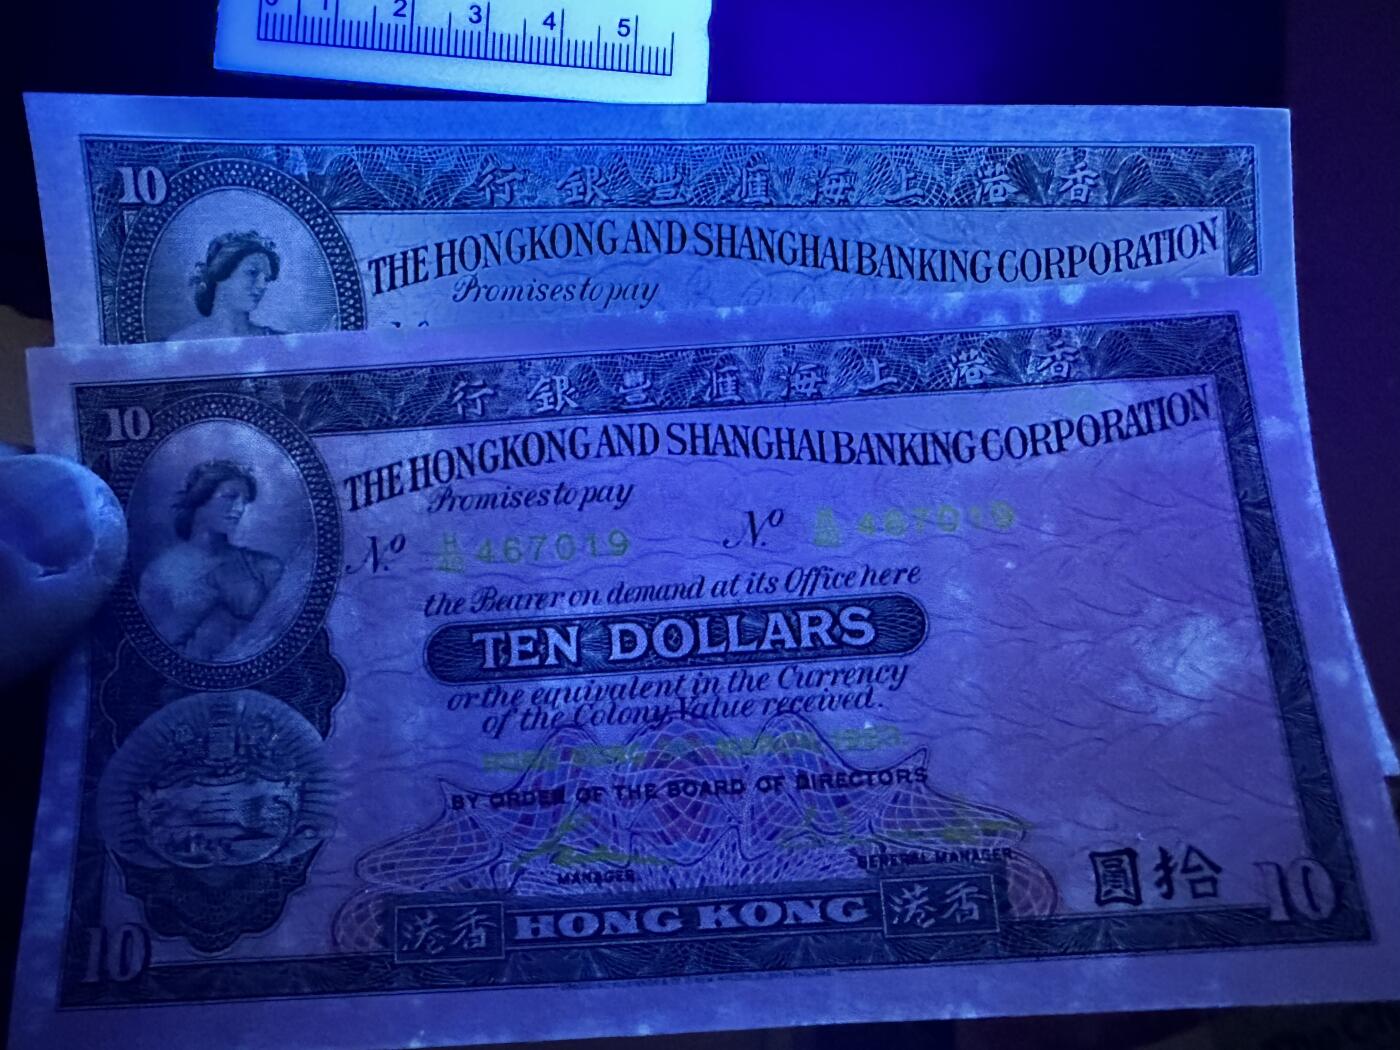 0 1 2 3 4 5
10
行銀豐滙海上港香
THE HONGKONG AND SHANGHAI BANKING CORPORATION
Promises to pay
No
10
行銀豐滙海上港香
THE HONGKONG AND SHANGHAI BANKING CORPORATION
Promises to pay
No 467019 No 467019
the Bearer on demand at its Office here
TEN DOLLARS
or the equivalent in the Currency
of the Colony, Value received.
HONG KONG
BY ORDER OF THE BOARD OF DIRECTORS
MANAGER
GENERAL MANAGER
圓拾
10
10
港香 HONG KONG 港香